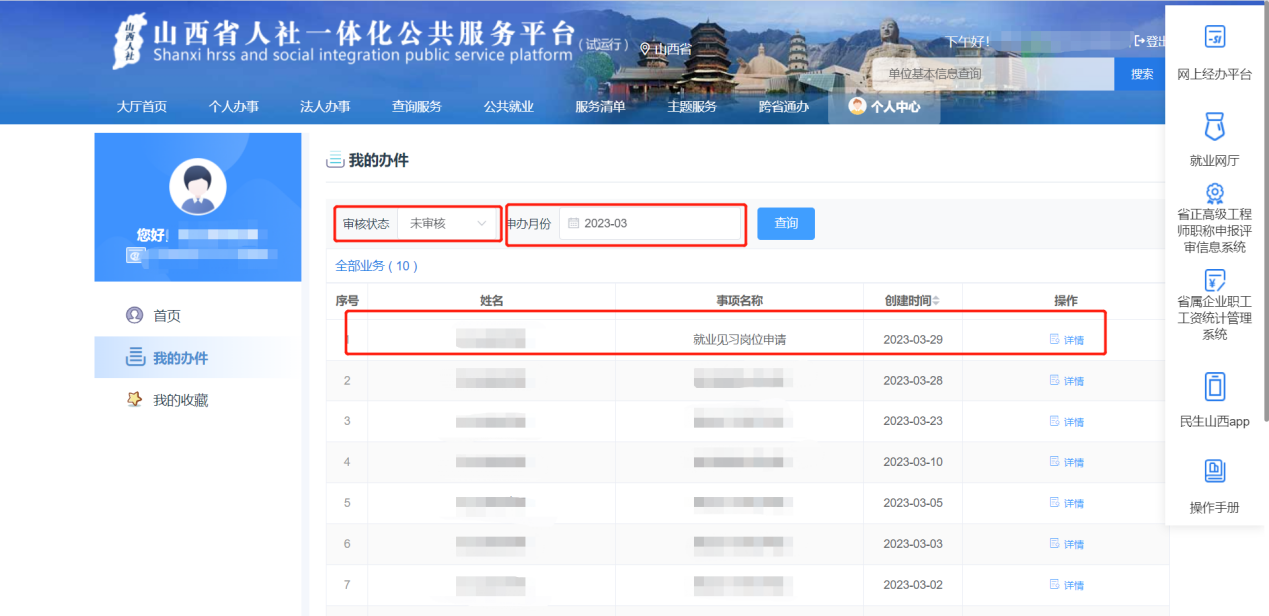 山西人社
山西省人社一体化公共服务平台(试运行) 山西省
Shanxi hrss and social integration public service platform
下午好! 登出
单位基本信息查询 搜索
大厅首页 个人办事 法人办事 查询服务 公共就业 服务清单 主题服务 跨省通办 个人中心
您好!
首页
我的办件
我的收藏
我的办件
审核状态 未审核 申办月份 2023-03 查询
全部业务 ( 10 )
序号 姓名 事项名称 创建时间 操作
1 就业见习岗位申请 2023-03-29 详情
2 2023-03-28 详情
3 2023-03-23 详情
4 2023-03-10 详情
5 2023-03-05 详情
6 2023-03-03 详情
7 2023-03-02 详情
网上经办平台
就业网厅
省正高级工程
师职称申报评
审信息系统
省属企业职工
工资统计管理
系统
民生山西app
操作手册